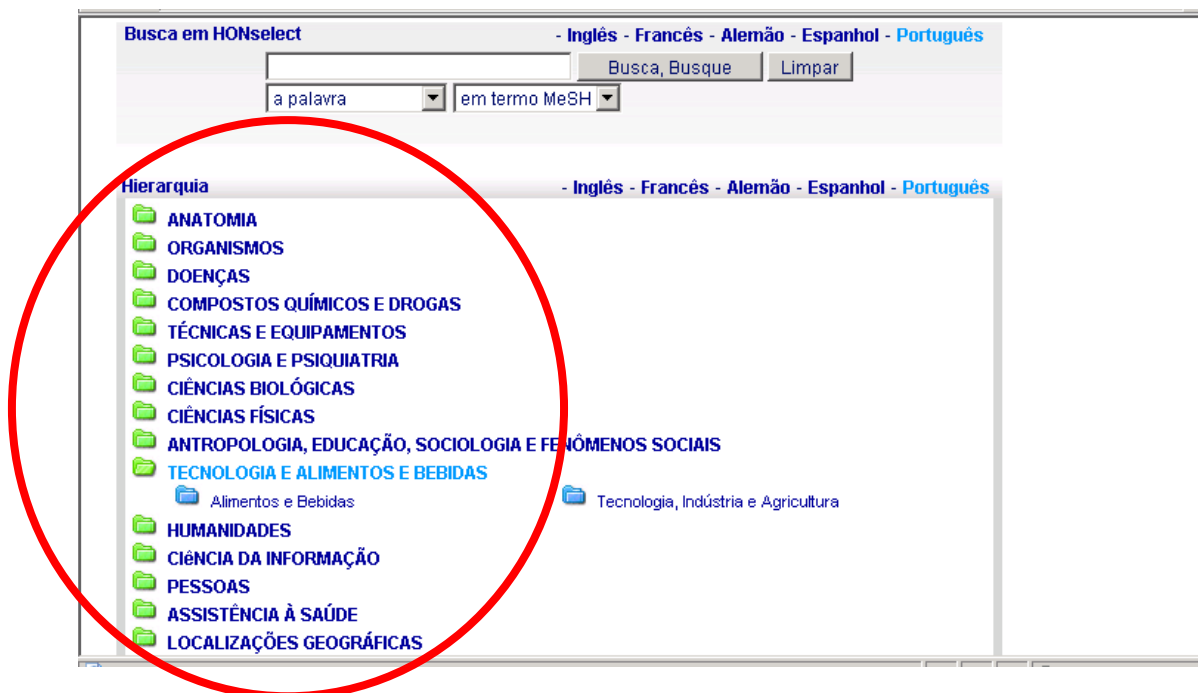 Busca em HONselect - Inglês - Francês - Alemão - Espanhol - Português
Busca, Busque Limpar
a palavra em termo MeSH
Hierarquia - Inglês - Francês - Alemão - Espanhol - Português
ANATOMIA
ORGANISMOS
DOENÇAS
COMPOSTOS QUÍMICOS E DROGAS
TÉCNICAS E EQUIPAMENTOS
PSICOLOGIA E PSIQUIATRIA
CIÊNCIAS BIOLÓGICAS
CIÊNCIAS FÍSICAS
ANTROPOLOGIA, EDUCAÇÃO, SOCIOLOGIA E FENÔMENOS SOCIAIS
TECNOLOGIA E ALIMENTOS E BEBIDAS
Alimentos e Bebidas Tecnologia, Indústria e Agricultura
HUMANIDADES
CIêNCIA DA INFORMAÇÃO
PESSOAS
ASSISTÊNCIA À SAÚDE
LOCALIZAÇÕES GEOGRÁFICAS